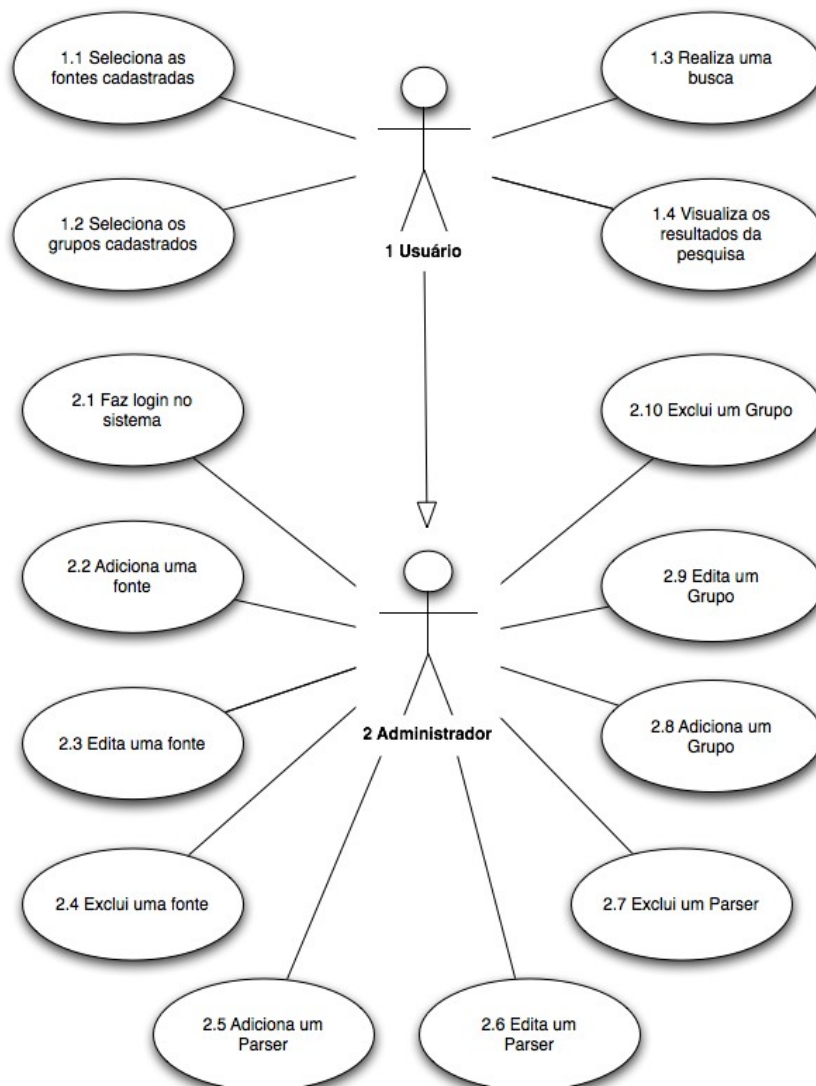 1.1 Seleciona as
fontes cadastradas
1.3 Realiza uma
busca
1.2 Seleciona os
grupos cadastrados
1.4 Visualiza os
resultados da
pesquisa
1 Usuário
2.1 Faz login no
sistema
2.10 Exclui um Grupo
2.2 Adiciona uma
fonte
2.9 Edita um
Grupo
2.3 Edita uma fonte
2 Administrador
2.8 Adiciona um
Grupo
2.4 Exclui uma fonte
2.7 Exclui um Parser
2.5 Adiciona um
Parser
2.6 Edita um
Parser